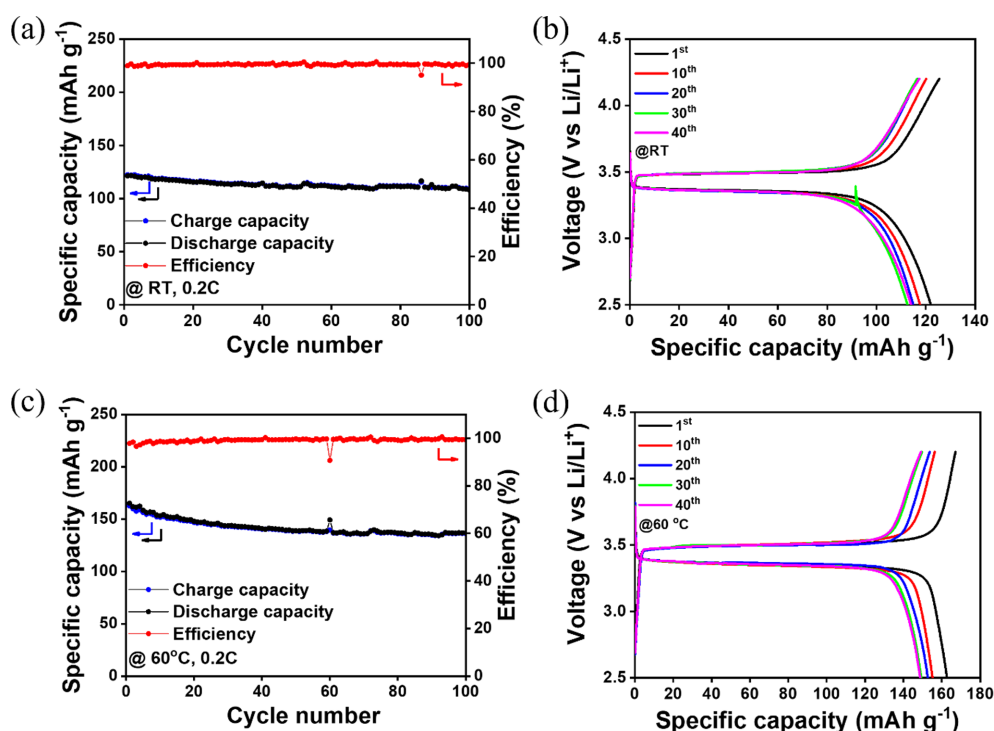 (a)
250
200
150
100
50
0
Specific capacity (mAh g⁻¹)
100
80
60
40
20
0
Efficiency (%)
Charge capacity
Discharge capacity
Efficiency
@ RT, 0.2C
0 20 40 60 80 100
Cycle number
(b)
4.5
4.0
3.5
3.0
2.5
Voltage (V vs Li/Li⁺)
1ˢᵗ
10ᵗʰ
20ᵗʰ
30ᵗʰ
40ᵗʰ
@RT
0 20 40 60 80 100 120 140
Specific capacity (mAh g⁻¹)
(c)
250
200
150
100
50
0
Specific capacity (mAh g⁻¹)
100
80
60
40
20
0
Efficiency (%)
Charge capacity
Discharge capacity
Efficiency
@ 60°C, 0.2C
0 20 40 60 80 100
Cycle number
(d)
4.5
4.0
3.5
3.0
2.5
Voltage (V vs Li/Li⁺)
1ˢᵗ
10ᵗʰ
20ᵗʰ
30ᵗʰ
40ᵗʰ
@60 °C
0 20 40 60 80 100 120 140 160 180
Specific capacity (mAh g⁻¹)